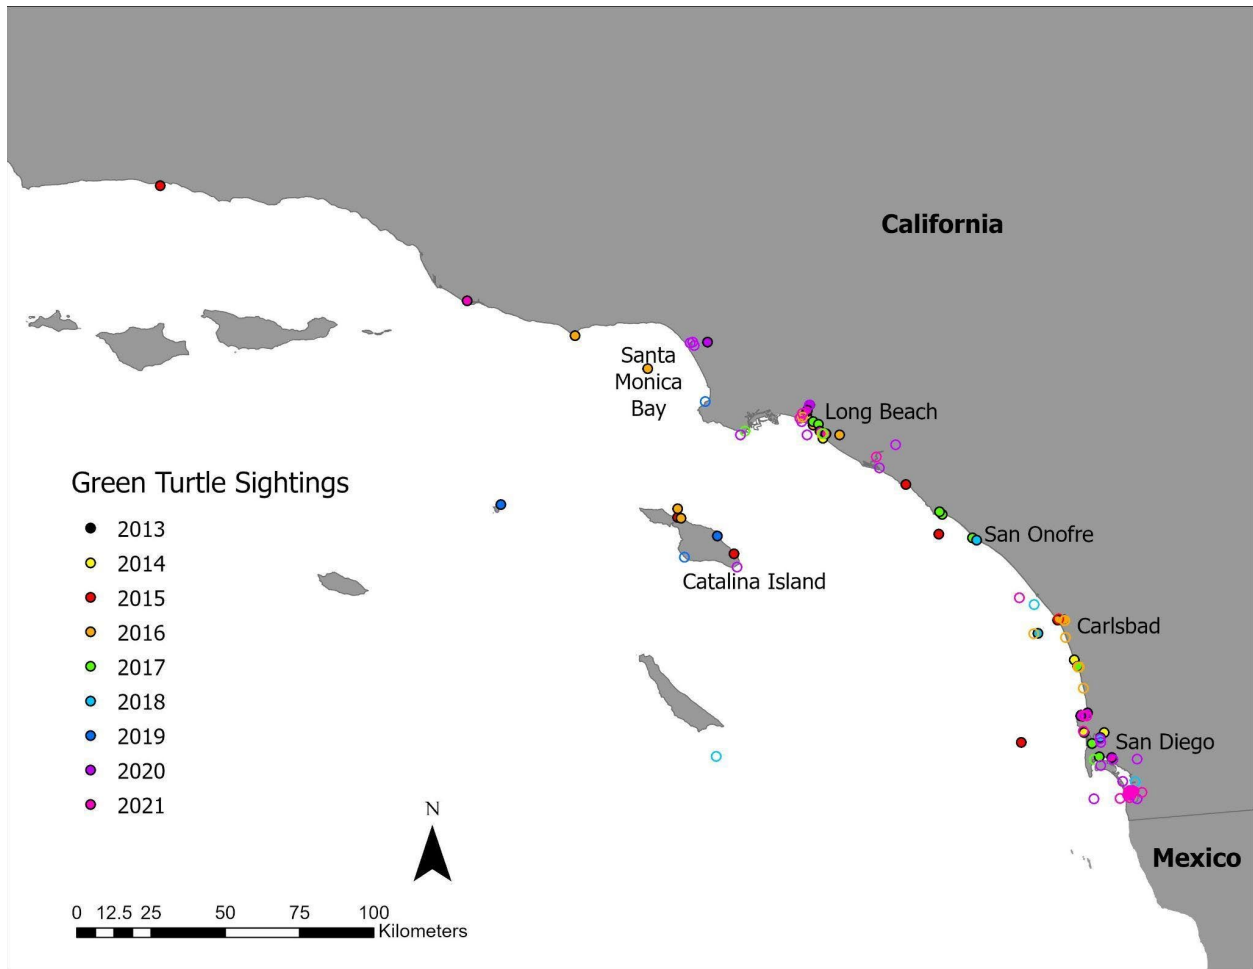 California
Santa
Monica
Bay
Long Beach
Green Turtle Sightings
2013
2014
2015
2016
2017
2018
2019
2020
2021
San Onofre
Catalina Island
Carlsbad
San Diego
Mexico
N
0 12.5 25 50 75 100
Kilometers